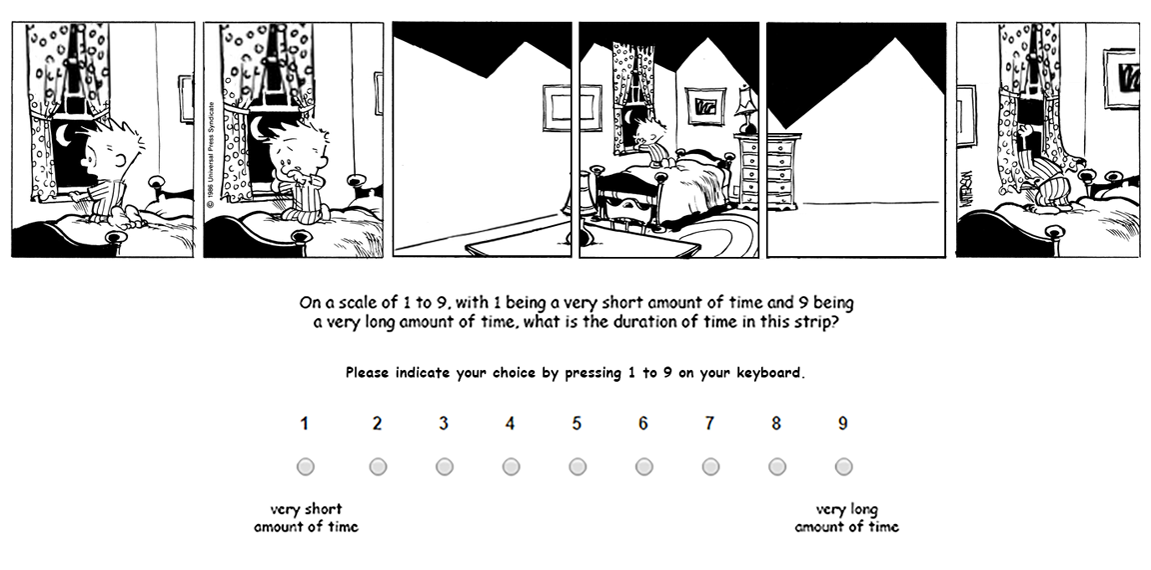 © 1986 Universal Press Syndicate
WATTERSON
On a scale of 1 to 9, with 1 being a very short amount of time and 9 being
a very long amount of time, what is the duration of time in this strip?
Please indicate your choice by pressing 1 to 9 on your keyboard.
1 2 3 4 5 6 7 8 9
very short
amount of time
very long
amount of time